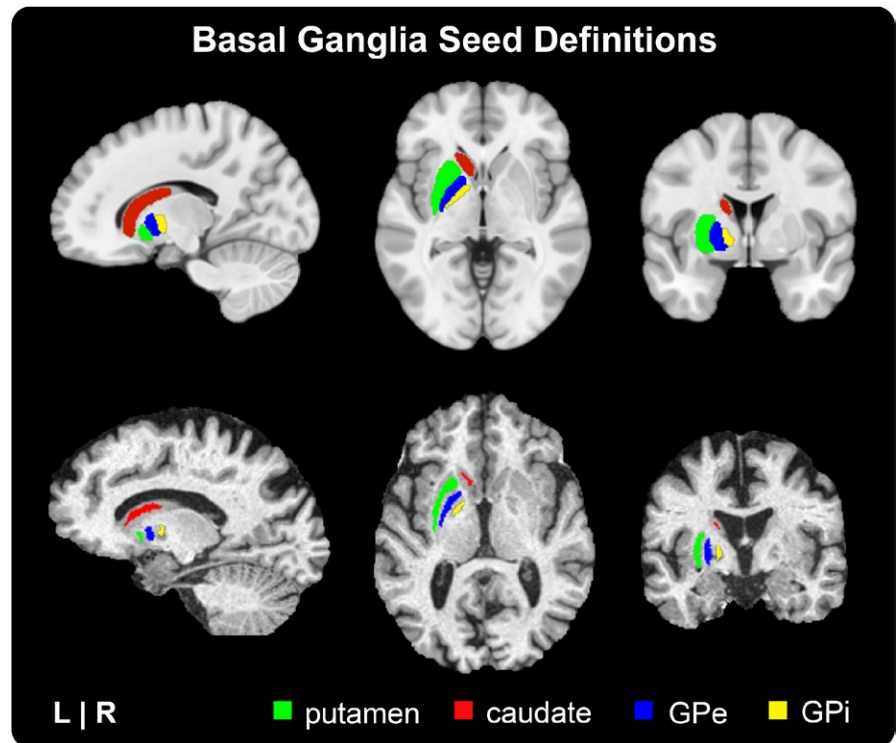 Basal Ganglia Seed Definitions
L | R putamen caudate GPe GPi